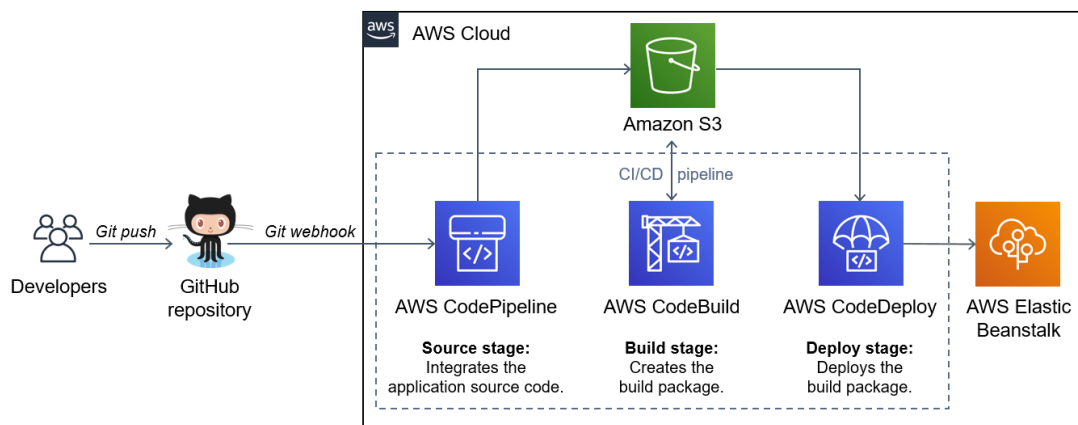 aws
AWS Cloud
Amazon S3
CI/CD pipeline
Git push
Git webhook
Developers
GitHub
repository
AWS CodePipeline
AWS CodeBuild
AWS CodeDeploy
AWS Elastic
Beanstalk
Source stage:
Integrates the
application source code.
Build stage:
Creates the
build package.
Deploy stage:
Deploys the
build package.